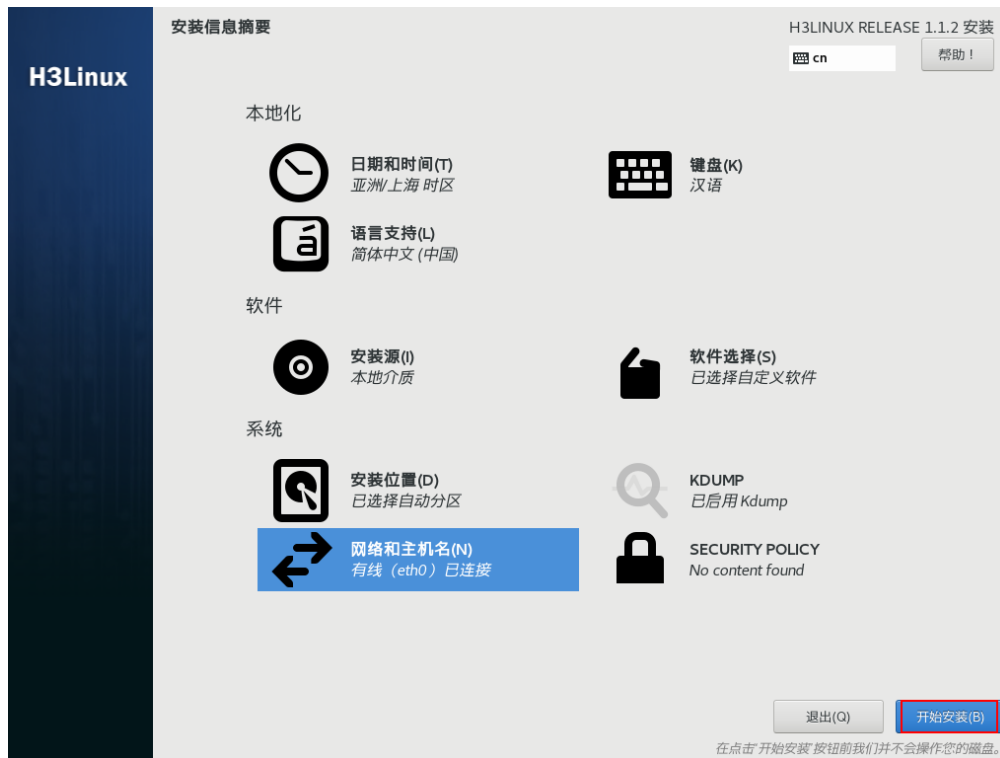 安装信息摘要
H3LINUX RELEASE 1.1.2 安装
cn
帮助！
H3Linux
本地化
日期和时间(T)
亚洲/上海 时区
键盘(K)
汉语
语言支持(L)
简体中文 (中国)
软件
安装源(I)
本地介质
软件选择(S)
已选择自定义软件
系统
安装位置(D)
已选择自动分区
KDUMP
已启用 Kdump
网络和主机名(N)
有线（eth0）已连接
SECURITY POLICY
No content found
退出(Q)
开始安装(B)
在点击'开始安装'按钮前我们并不会操作您的磁盘。